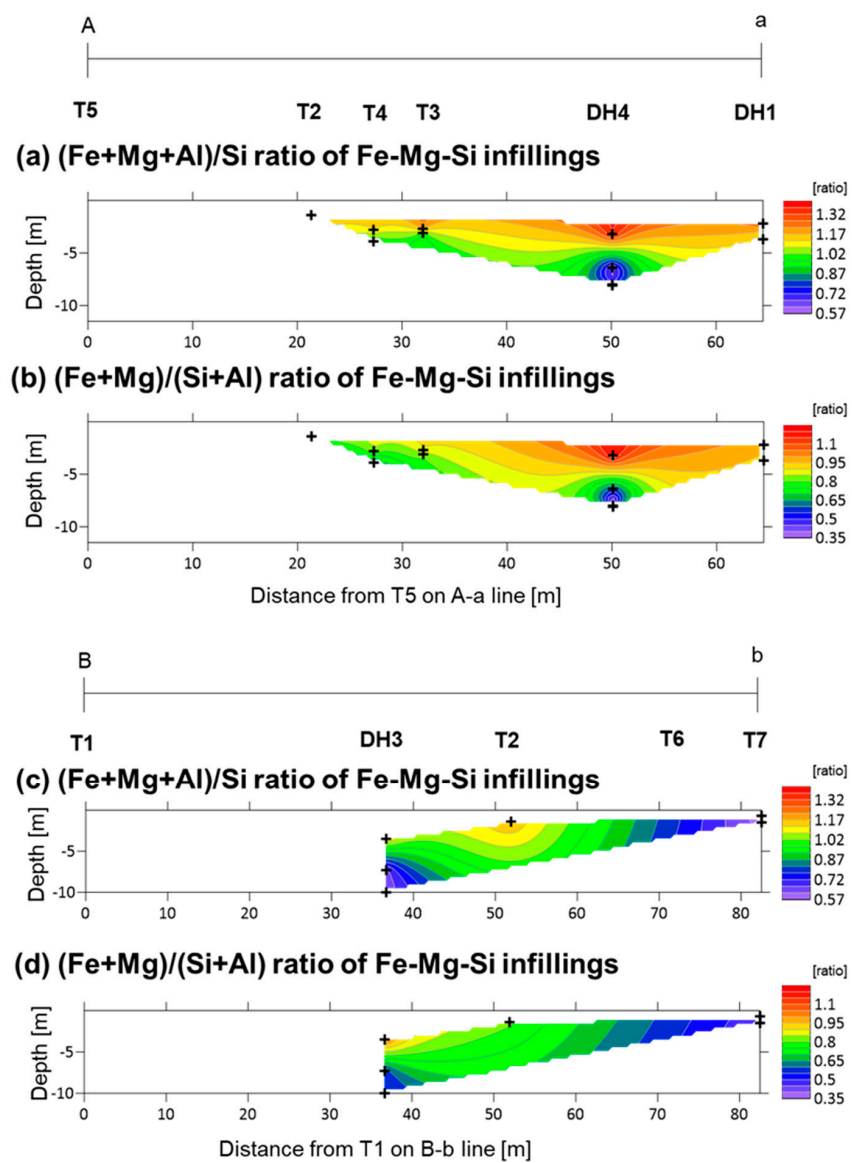 A a
T5 T2 T4 T3 DH4 DH1
(a) (Fe+Mg+Al)/Si ratio of Fe-Mg-Si infillings
[ratio]
1.32
1.17
1.02
0.87
0.72
0.57
Depth [m]
-5
-10
0 10 20 30 40 50 60
(b) (Fe+Mg)/(Si+Al) ratio of Fe-Mg-Si infillings
[ratio]
1.1
0.95
0.8
0.65
0.5
0.35
Depth [m]
-5
-10
0 10 20 30 40 50 60
Distance from T5 on A-a line [m]
B b
T1 DH3 T2 T6 T7
(c) (Fe+Mg+Al)/Si ratio of Fe-Mg-Si infillings
[ratio]
1.32
1.17
1.02
0.87
0.72
0.57
Depth [m]
-5
-10
0 10 20 30 40 50 60 70 80
(d) (Fe+Mg)/(Si+Al) ratio of Fe-Mg-Si infillings
[ratio]
1.1
0.95
0.8
0.65
0.5
0.35
Depth [m]
-5
-10
0 10 20 30 40 50 60 70 80
Distance from T1 on B-b line [m]